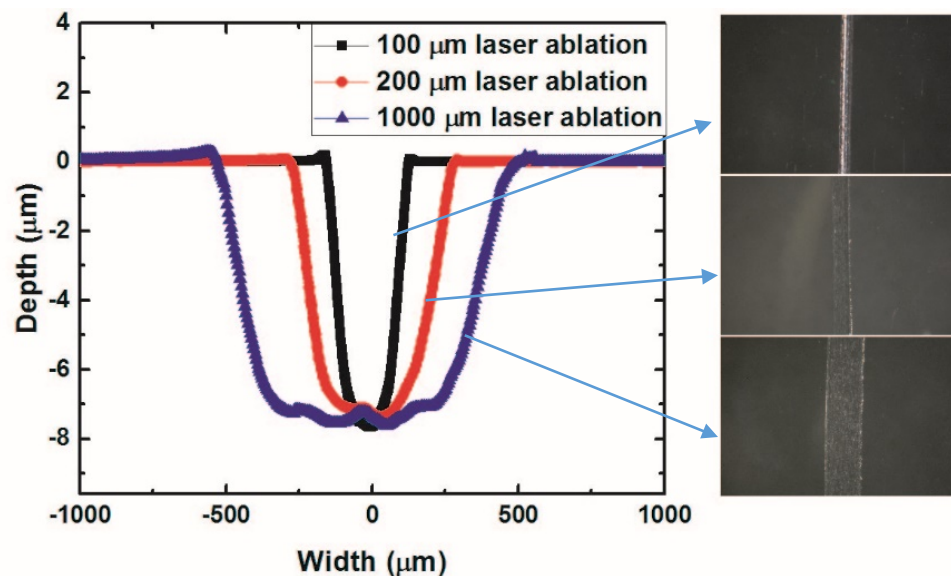 4
2
0
-2
-4
-6
-8
Depth (μm)
100 μm laser ablation
200 μm laser ablation
1000 μm laser ablation
-1000
-500
0
500
1000
Width (μm)